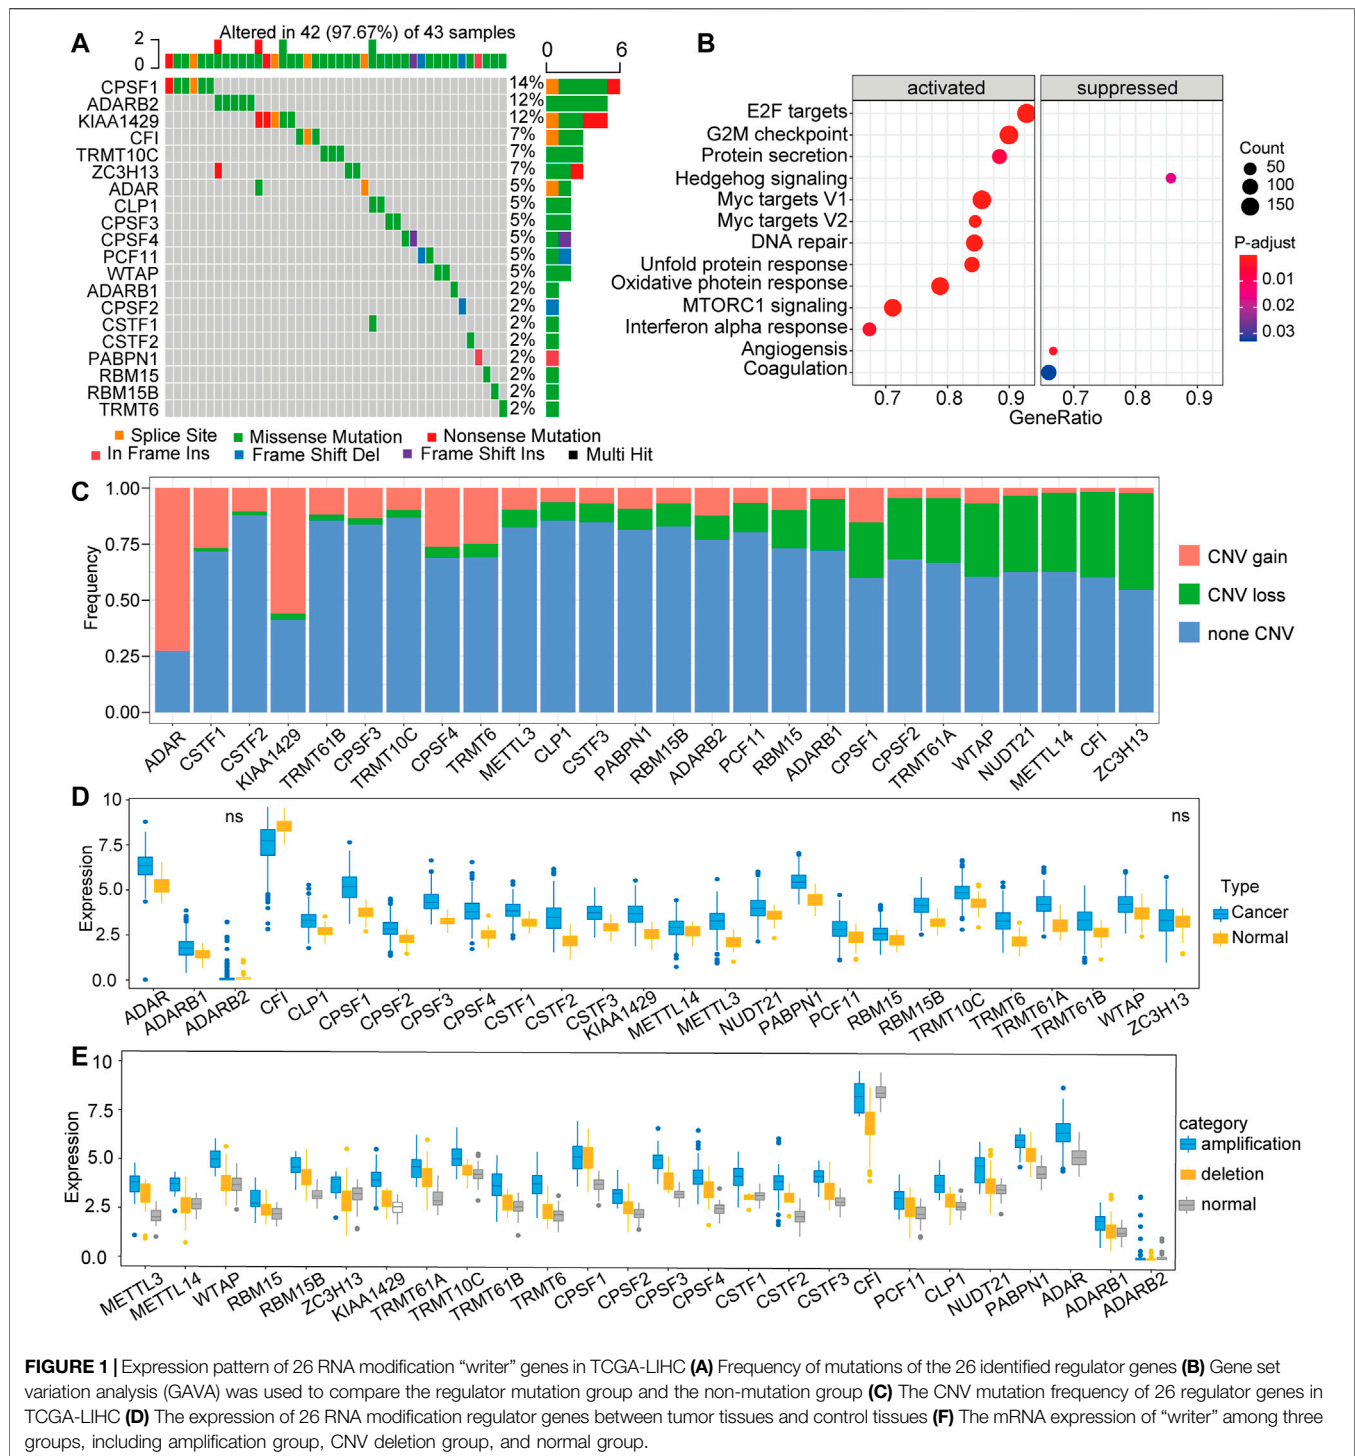 A
Altered in 42 (97.67%) of 43 samples
2
0
0 6
CPSF1 14%
ADARB2 12%
KIAA1429 12%
CFI 7%
TRMT10C 7%
ZC3H13 7%
ADAR 5%
CLP1 5%
CPSF3 5%
CPSF4 5%
PCF11 5%
WTAP 5%
ADARB1 2%
CPSF2 2%
CSTF1 2%
CSTF2 2%
PABPN1 2%
RBM15 2%
RBM15B 2%
TRMT6 2%
Splice Site Missense Mutation Nonsense Mutation
In Frame Ins Frame Shift Del Frame Shift Ins Multi Hit
B
activated suppressed
E2F targets
G2M checkpoint
Protein secretion
Hedgehog signaling
Myc targets V1
Myc targets V2
DNA repair
Unfold protein response
Oxidative photein response
MTORC1 signaling
Interferon alpha response
Angiogensis
Coagulation
0.7 0.8 0.9 0.7 0.8 0.9
GeneRatio
Count
50
100
150
P-adjust
0.01
0.02
0.03
C
Frequency
1.00
0.75
0.50
0.25
0.00
ADAR CSTF1 CSTF2 KIAA1429 TRMT61B CPSF3 TRMT10C CPSF4 TRMT6 METTL3 CLP1 CSTF3 PABPN1 RBM15B ADARB2 PCF11 RBM15 ADARB1 CPSF1 CPSF2 TRMT61A WTAP NUDT21 METTL14 CFI ZC3H13
CNV gain
CNV loss
none CNV
D
Expression
10
7.5
5.0
2.5
0.0
ns ns
ADAR ADARB1 ADARB2 CFI CLP1 CPSF1 CPSF2 CPSF3 CPSF4 CSTF1 CSTF2 CSTF3 KIAA1429 METTL14 METTL3 NUDT21 PABPN1 PCF11 RBM15 RBM15B TRMT10C TRMT6 TRMT61A TRMT61B WTAP ZC3H13
Type
Cancer
Normal
E
Expression
10
7.5
5.0
2.5
0.0
METTL3 METTL14 WTAP RBM15 RBM15B ZC3H13 KIAA1429 TRMT61A TRMT10C TRMT61B TRMT6 CPSF1 CPSF2 CPSF3 CPSF4 CSTF1 CSTF2 CSTF3 CFI PCF11 CLP1 NUDT21 PABPN1 ADAR ADARB1 ADARB2
category
amplification
deletion
normal
FIGURE 1 | Expression pattern of 26 RNA modification “writer” genes in TCGA-LIHC (A) Frequency of mutations of the 26 identified regulator genes (B) Gene set
variation analysis (GAVA) was used to compare the regulator mutation group and the non-mutation group (C) The CNV mutation frequency of 26 regulator genes in
TCGA-LIHC (D) The expression of 26 RNA modification regulator genes between tumor tissues and control tissues (F) The mRNA expression of “writer” among three
groups, including amplification group, CNV deletion group, and normal group.